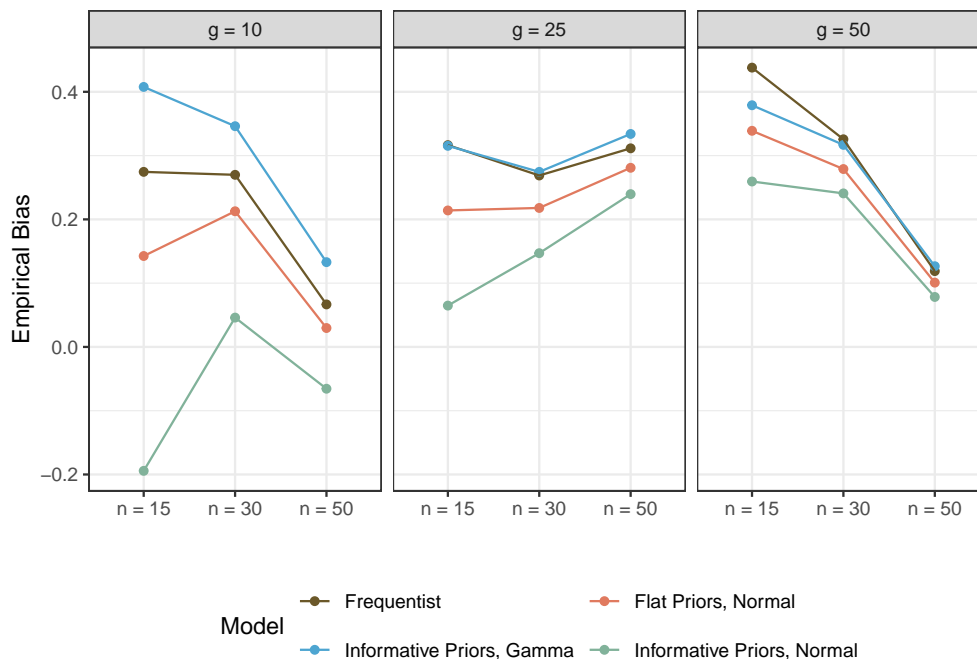 g = 10 g = 25 g = 50
Empirical Bias
0.4
0.2
0.0
−0.2
n = 15 n = 30 n = 50 n = 15 n = 30 n = 50 n = 15 n = 30 n = 50
Model
Frequentist Flat Priors, Normal
Informative Priors, Gamma Informative Priors, Normal